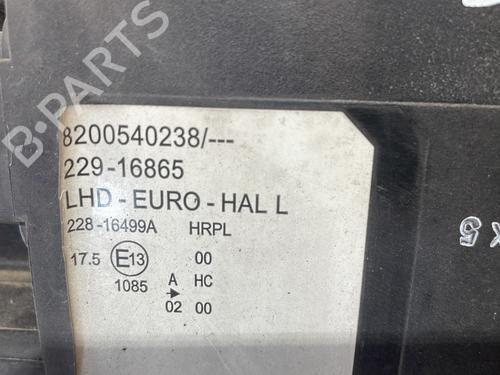 B-PARTS
8200540238/---
229-16865
LHD - EURO - HAL L
228-16499A HRPL
17.5 E13 00
1085 A HC
02 00